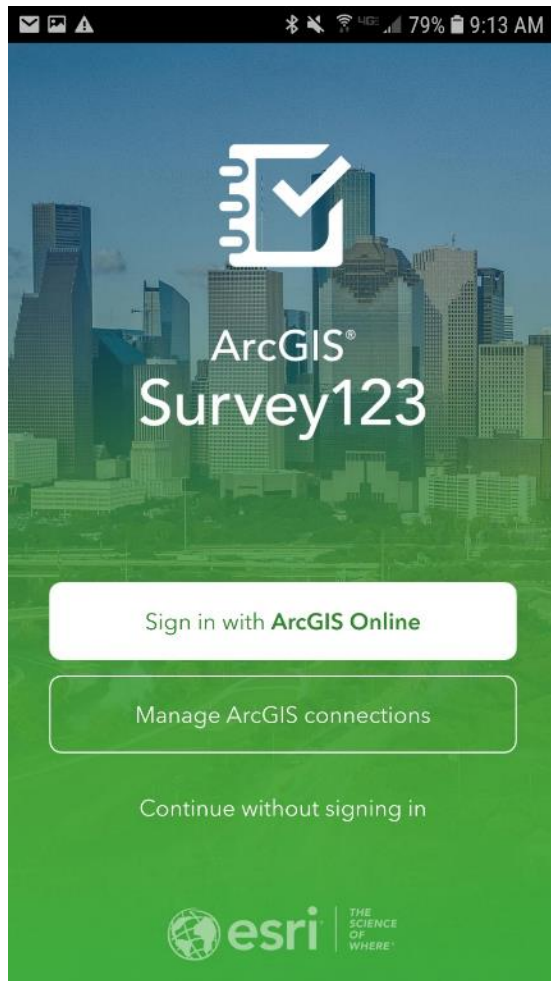 4GE 79% 9:13 AM
ArcGIS®
Survey123
Sign in with ArcGIS Online
Manage ArcGIS connections
Continue without signing in
esri
THE
SCIENCE
OF
WHERE®